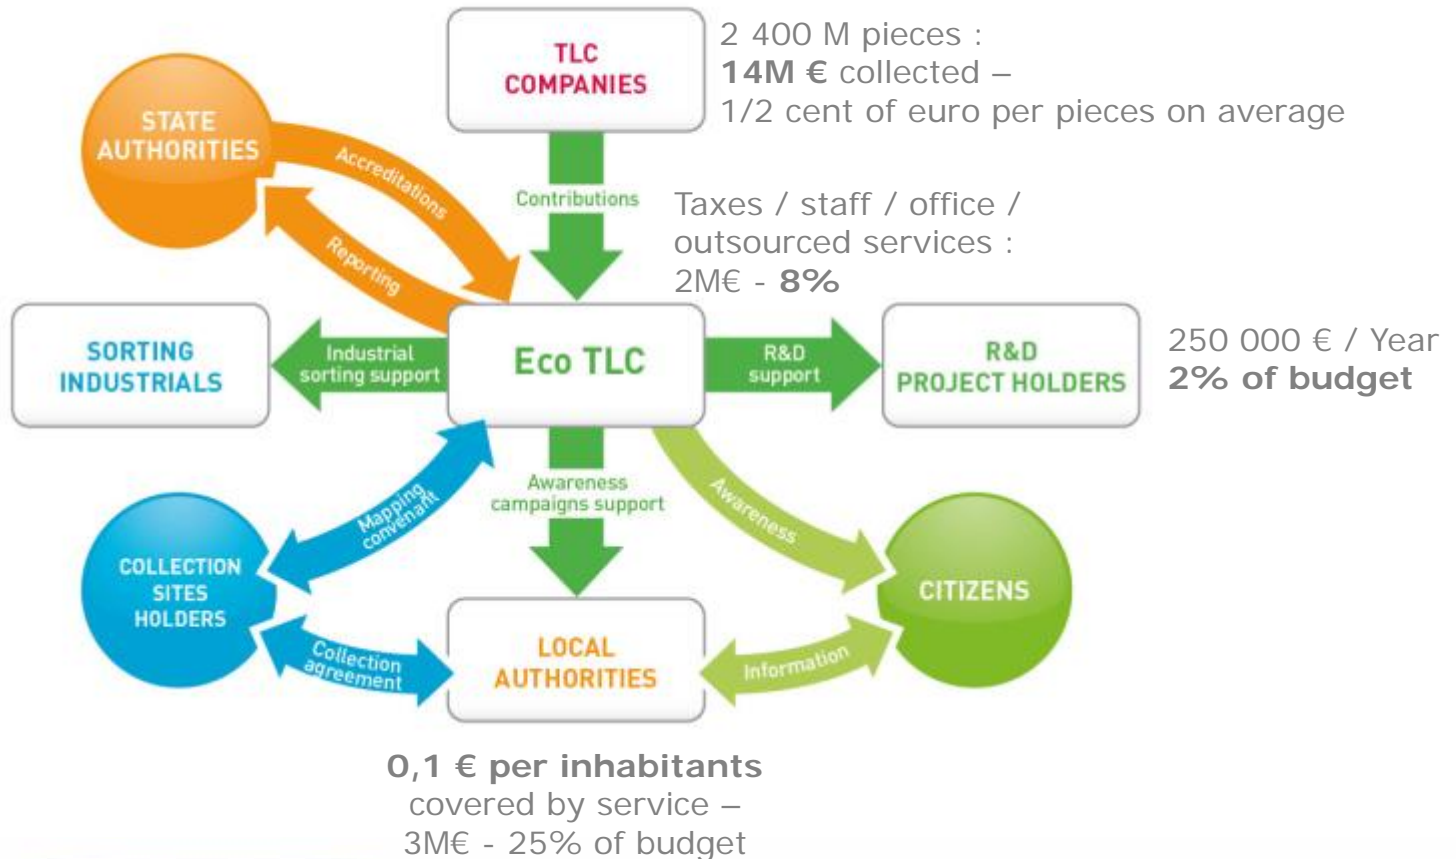 TLC
COMPANIES
2 400 M pieces :
14M € collected –
1/2 cent of euro per pieces on average
STATE
AUTHORITIES
Accreditations
Reporting
Contributions
Taxes / staff / office /
outsourced services :
2M€ - 8%
SORTING
INDUSTRIALS
Industrial
sorting support
Eco TLC
R&D
support
R&D
PROJECT HOLDERS
250 000 € / Year
2% of budget
Mapping
convenant
Awareness
campaigns support
Awareness
COLLECTION
SITES
HOLDERS
CITIZENS
Collection
agreement
LOCAL
AUTHORITIES
Information
0,1 € per inhabitants
covered by service –
3M€ - 25% of budget